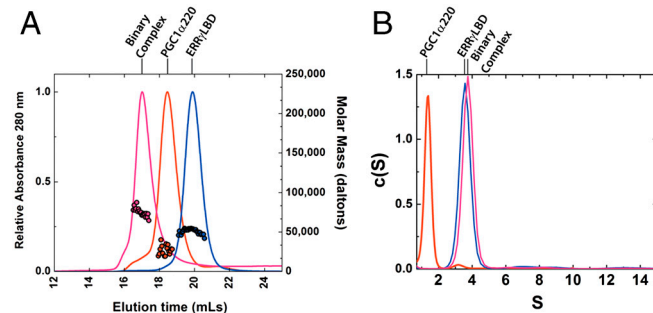 A
Binary
Complex
PGC1α220
ERRγLBD
Relative Absorbance 280 nm
1.0
0.5
0.0
250,000
200,000
150,000
100,000
50,000
0
Molar Mass (daltons)
12 14 16 18 20 22 24
Elution time (mLs)
B
PGC1α220
ERRγLBD
Binary
Complex
c(S)
1.5
1.0
0.5
0.0
2 4 6 8 10 12 14
S